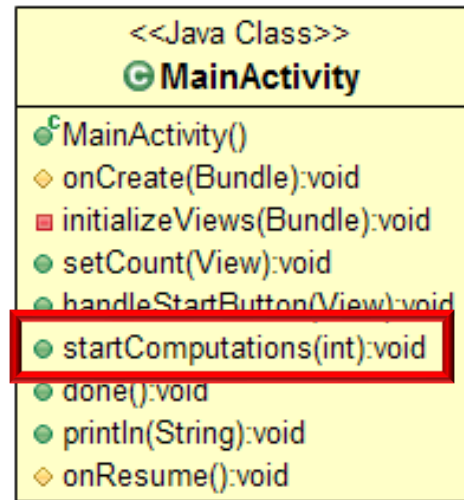 <<Java Class>>
C MainActivity
C MainActivity()
onCreate(Bundle):void
initializeViews(Bundle):void
setCount(View):void
handleStartButton(View):void
startComputations(int):void
done():void
println(String):void
onResume():void